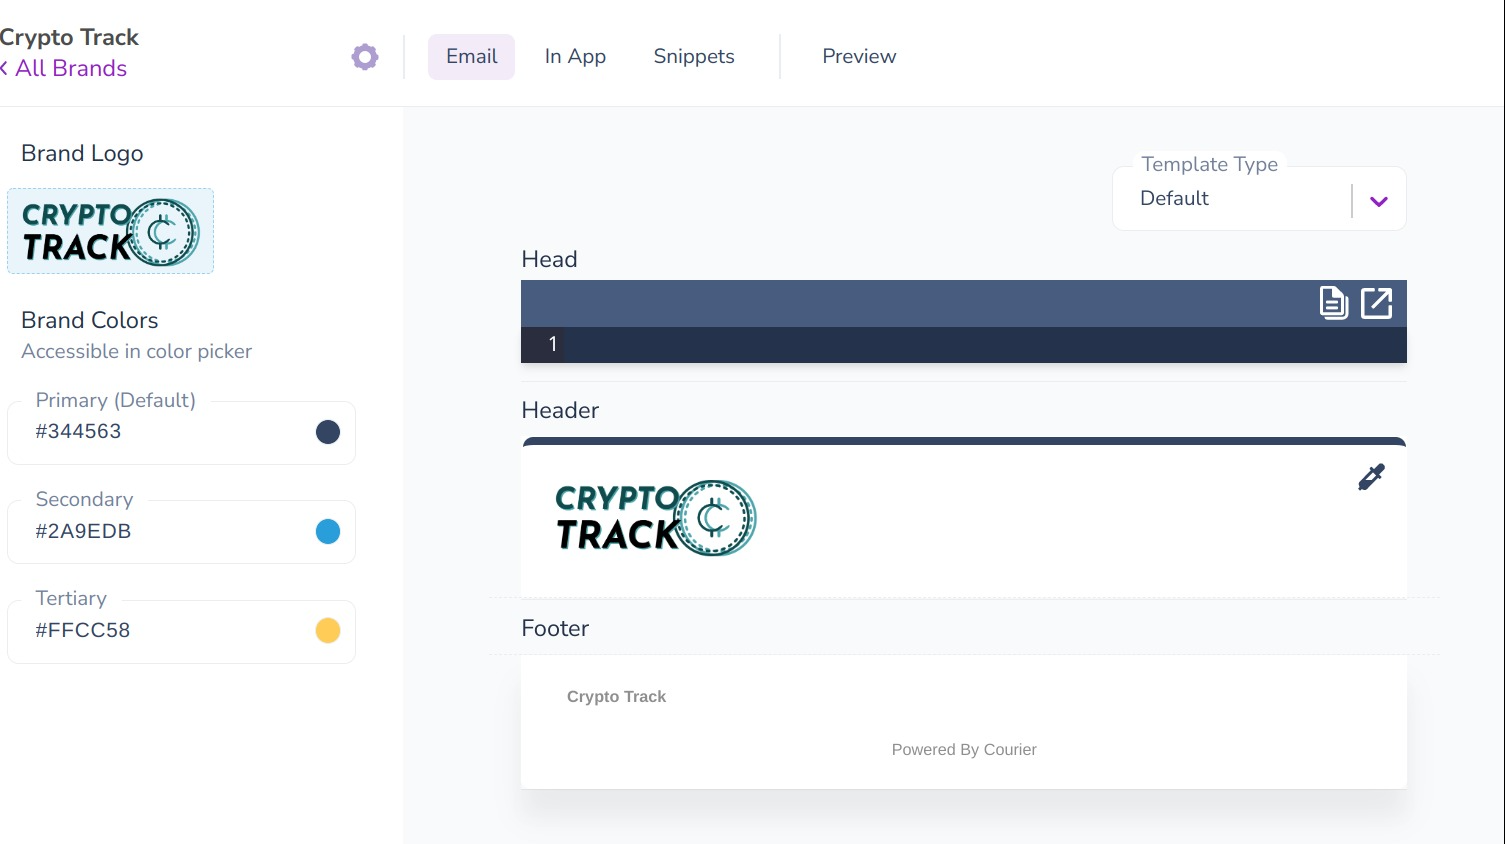 Crypto Track
All Brands
Email
In App
Snippets
Preview
Brand Logo
CRYPTO
TRACK
Brand Colors
Accessible in color picker
Primary (Default)
#344563
Secondary
#2A9EDB
Tertiary
#FFCC58
Template Type
Default
Head
1
Header
CRYPTO
TRACK
Footer
Crypto Track
Powered By Courier